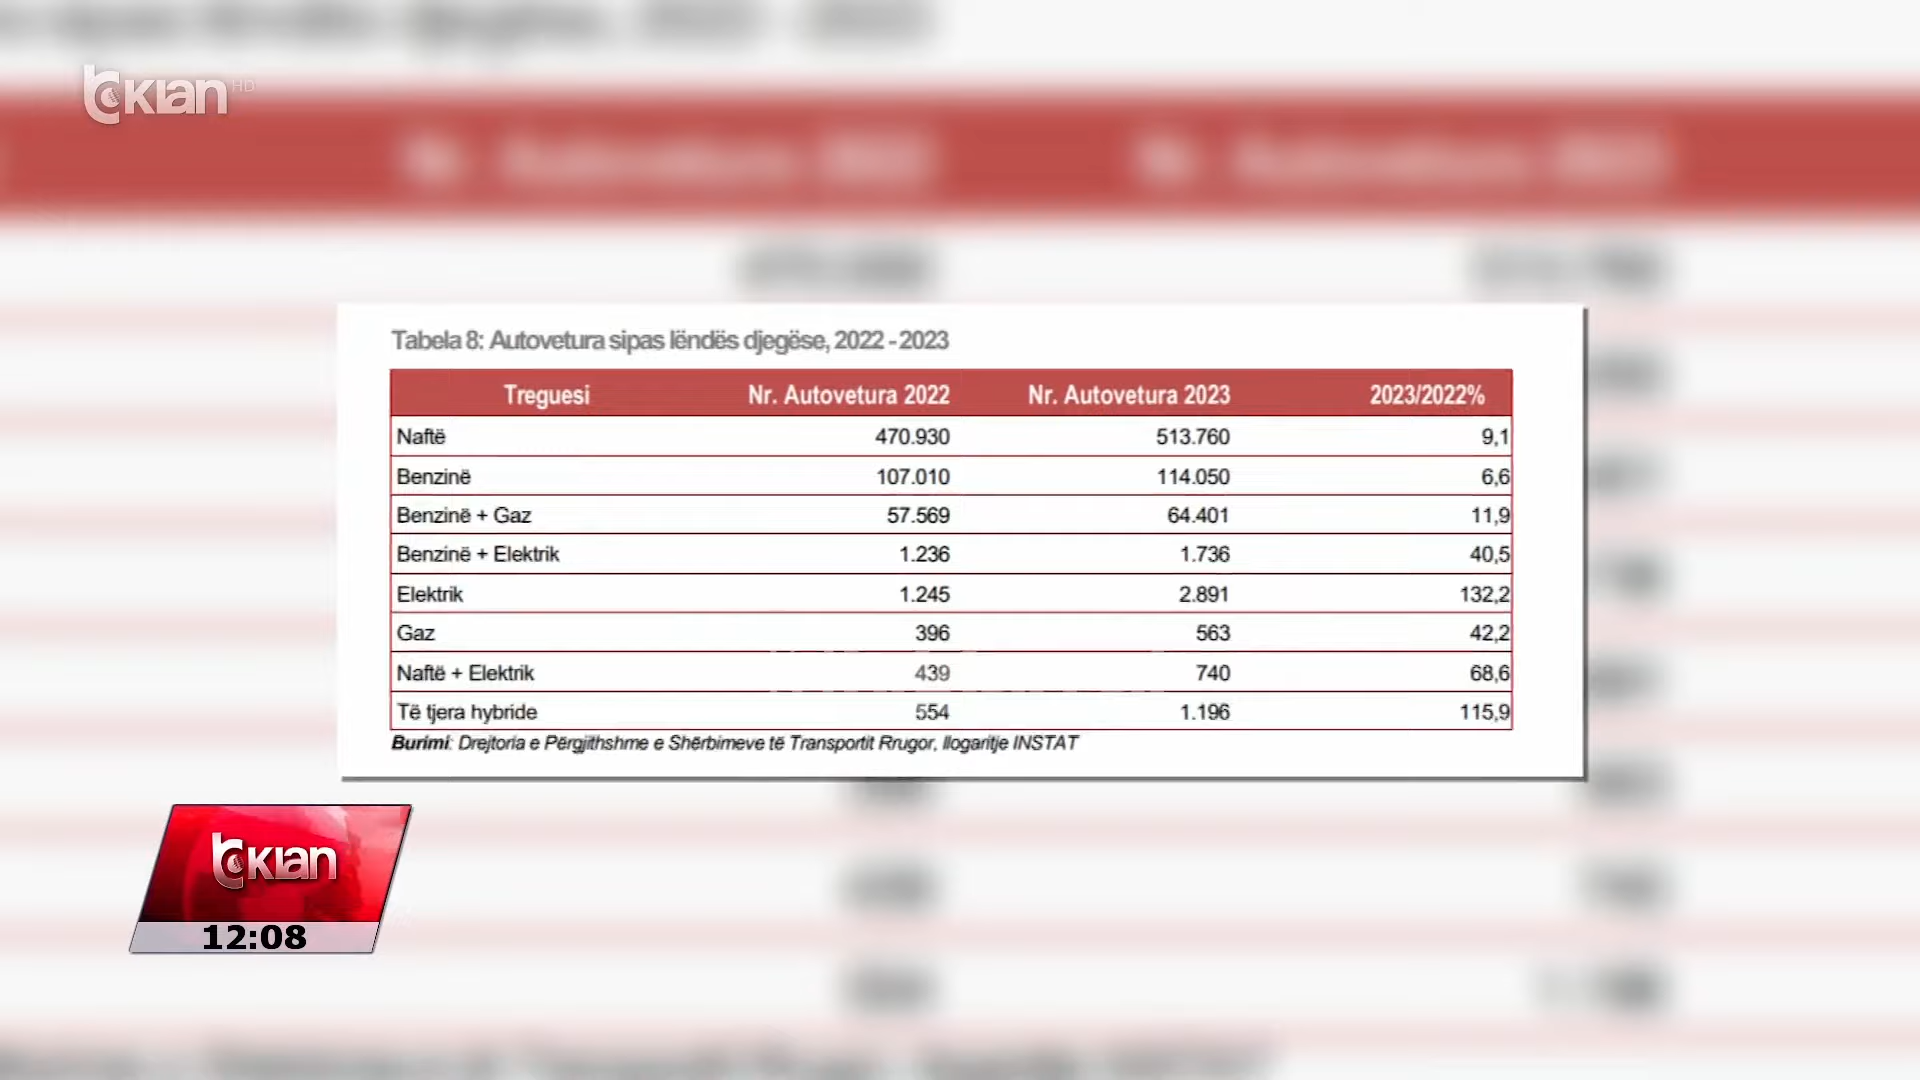 tc KLAN HD
Tabela 8: Autovetura sipas lëndës djegëse, 2022 - 2023
Treguesi Nr. Autovetura 2022 Nr. Autovetura 2023 2023/2022%
Naftë 470.930 513.760 9,1
Benzinë 107.010 114.050 6,6
Benzinë + Gaz 57.569 64.401 11,9
Benzinë + Elektrik 1.236 1.736 40,5
Elektrik 1.245 2.891 132,2
Gaz 396 563 42,2
Naftë + Elektrik 439 740 68,6
Të tjera hybride 554 1.196 115,9
Burimi: Drejtoria e Përgjithshme e Shërbimeve të Transportit Rrugor, llogaritje INSTAT
tc KLAN
12:08